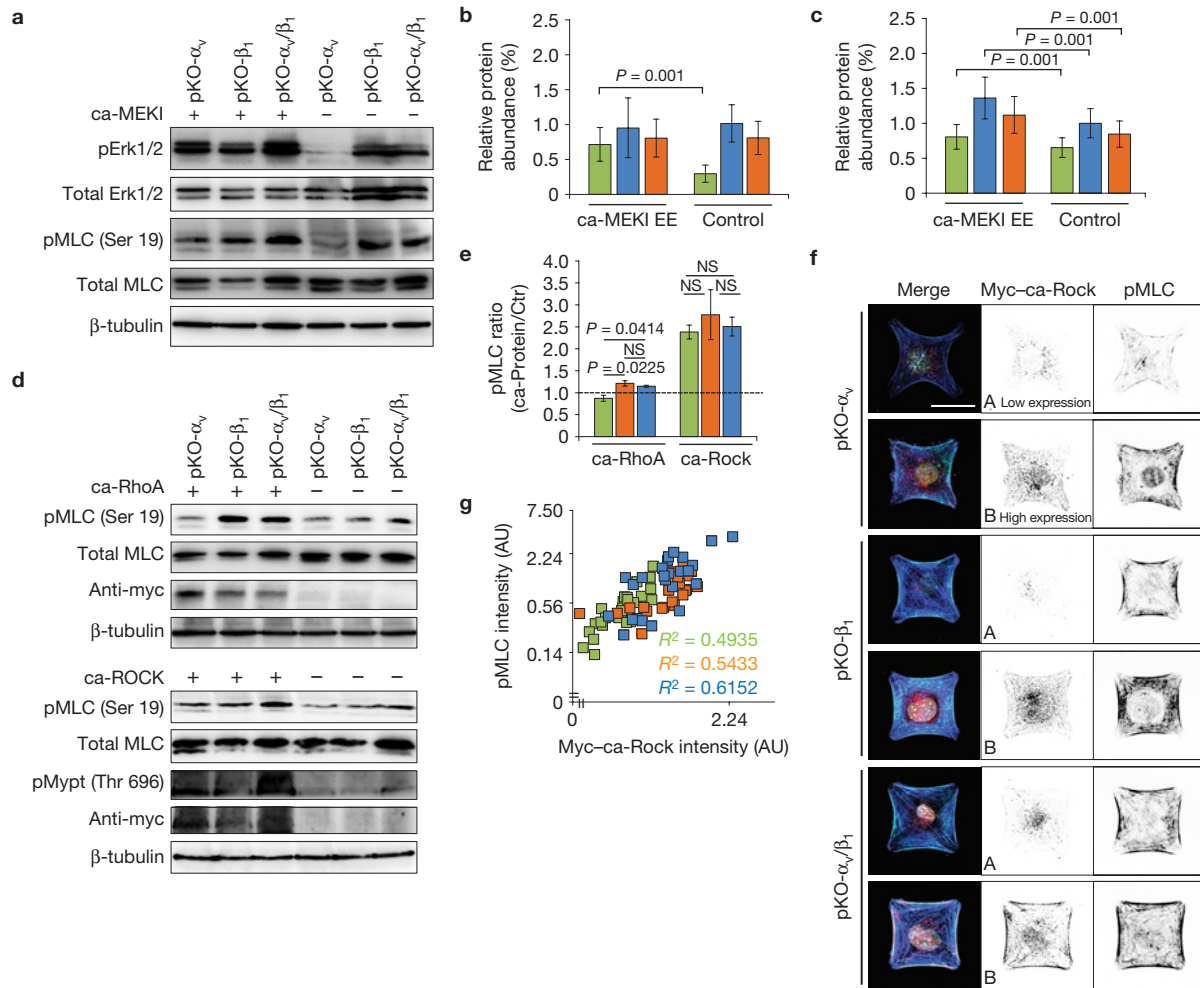 a
pKO-αv pKO-β1 pKO-αv/β1 pKO-αv pKO-β1 pKO-αv/β1
ca-MEKI + + + − − −
pErk1/2
Total Erk1/2
pMLC (Ser 19)
Total MLC
β-tubulin
b
Relative protein
abundance (%)
2.5
2.0
1.5
1.0
0.5
0
P = 0.001
ca-MEKI EE Control
c
Relative protein
abundance (%)
2.5
2.0
1.5
1.0
0.5
0
P = 0.001
P = 0.001
P = 0.001
ca-MEKI EE Control
d
pKO-αv pKO-β1 pKO-αv/β1 pKO-αv pKO-β1 pKO-αv/β1
ca-RhoA + + + − − −
pMLC (Ser 19)
Total MLC
Anti-myc
β-tubulin
ca-ROCK + + + − − −
pMLC (Ser 19)
Total MLC
pMypt (Thr 696)
Anti-myc
β-tubulin
e
pMLC ratio
(ca-Protein/Ctr)
4.0
3.5
3.0
2.5
2.0
1.5
1.0
0.5
0
NS
NS NS
P = 0.0414
NS
P = 0.0225
ca-RhoA ca-Rock
f
Merge Myc–ca-Rock pMLC
pKO-αv
A Low expression
B High expression
pKO-β1
A
B
pKO-αv/β1
A
B
g
pMLC intensity (AU)
7.50
2.24
0.56
0.14
0
R² = 0.4935
R² = 0.5433
R² = 0.6152
0 2.24
Myc–ca-Rock intensity (AU)